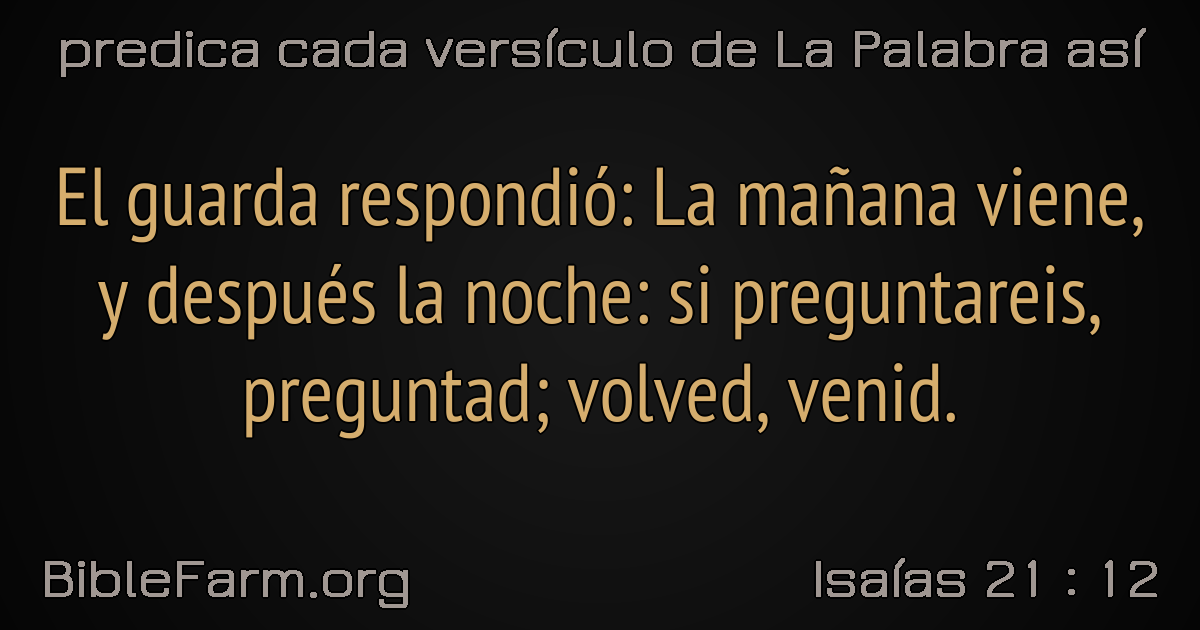 predica cada versículo de La Palabra así
El guarda respondió: La mañana viene,
y después la noche: si preguntareis,
preguntad; volved, venid.
BibleFarm.org
Isaías 21 : 12